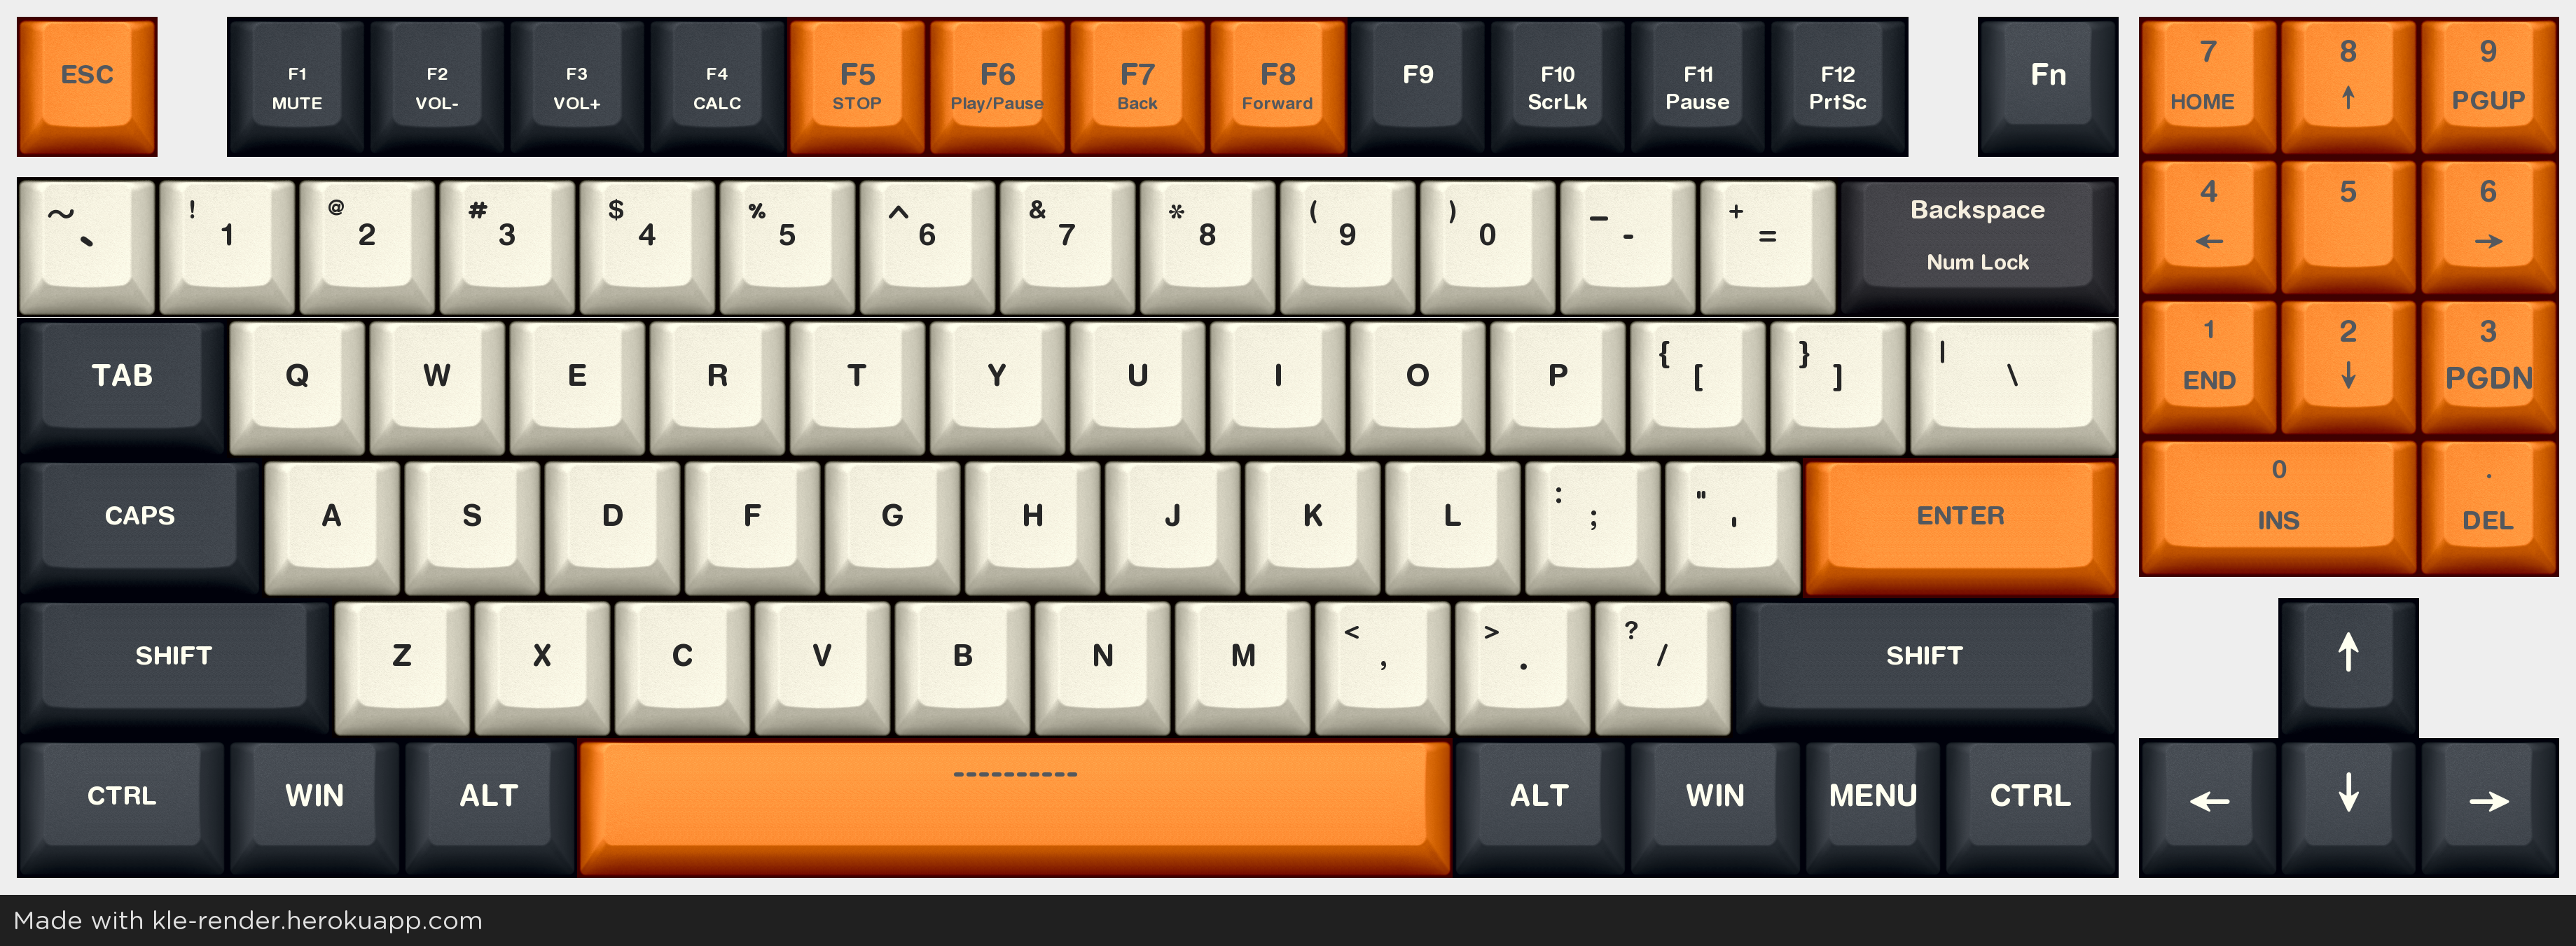 ESC F1 F2 F3 F4 F5 F6 F7 F8 F9 F10 F11 F12 Fn
MUTE VOL- VOL+ CALC STOP Play/Pause Back Forward ScrLk Pause PrtSc
~ ! @ # $ % ^ & * ( ) _ + Backspace
` 1 2 3 4 5 6 7 8 9 0 - =
Num Lock
TAB Q W E R T Y U I O P { [ } ] | \
CAPS A S D F G H J K L : ; " ' ENTER
SHIFT Z X C V B N M < , > . ? / SHIFT
CTRL WIN ALT ---------- ALT WIN MENU CTRL
7 8 9
HOME ↑ PGUP
4 5 6
← →
1 2 3
END ↓ PGDN
0 .
INS DEL
↑
← ↓ →
Made with kle-render.herokuapp.com